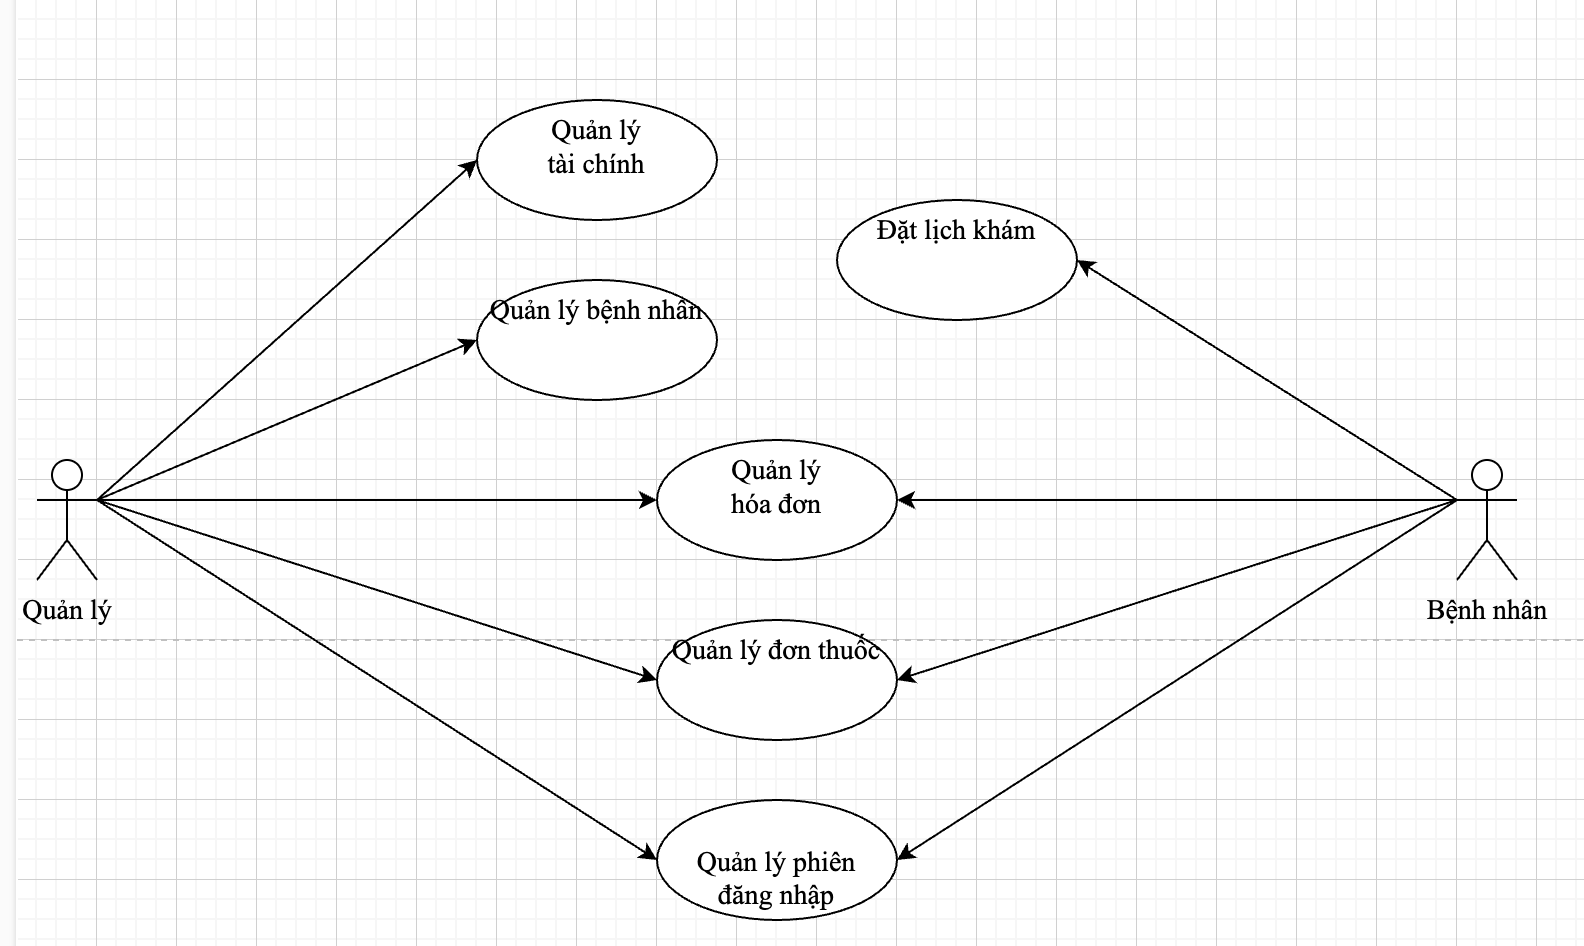 Quản lý
tài chính
Đặt lịch khám
Quản lý bệnh nhân
Quản lý
hóa đơn
Quản lý
Bệnh nhân
Quản lý đơn thuốc
Quản lý phiên
đăng nhập